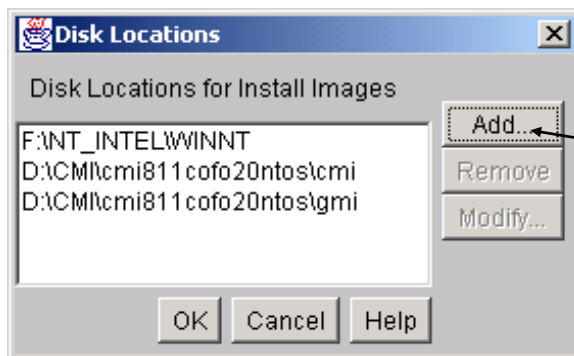 Disk Locations
Disk Locations for Install Images
F:\NT_INTEL\WINNT
D:\CMI\cmi811cofo20ntos\cmi
D:\CMI\cmi811cofo20ntos\gmi
Add...
Remove
Modify...
OK Cancel Help